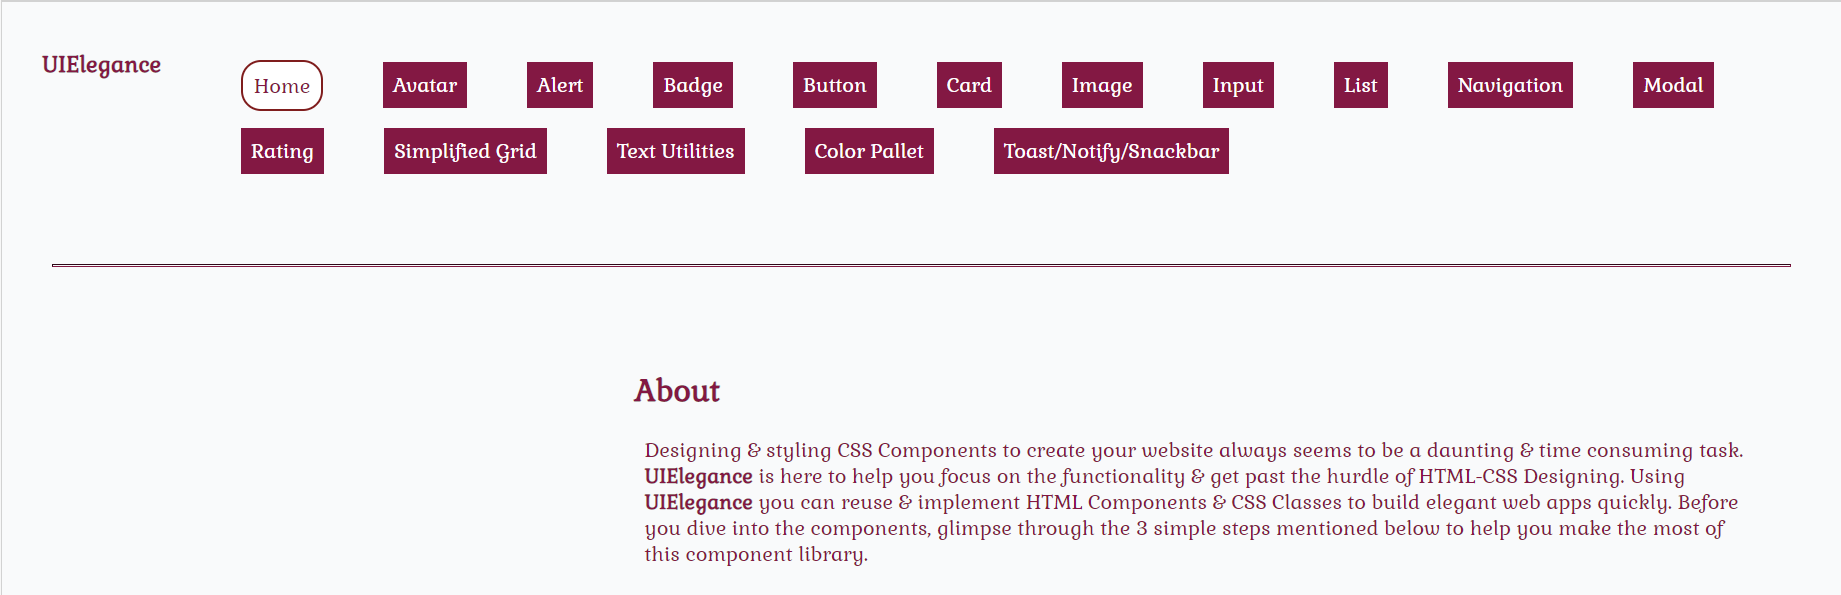 UIElegance
Home Avatar Alert Badge Button Card Image Input List Navigation Modal
Rating Simplified Grid Text Utilities Color Pallet Toast/Notify/Snackbar
About
Designing & styling CSS Components to create your website always seems to be a daunting & time consuming task.
UIElegance is here to help you focus on the functionality & get past the hurdle of HTML-CSS Designing. Using
UIElegance you can reuse & implement HTML Components & CSS Classes to build elegant web apps quickly. Before
you dive into the components, glimpse through the 3 simple steps mentioned below to help you make the most of
this component library.